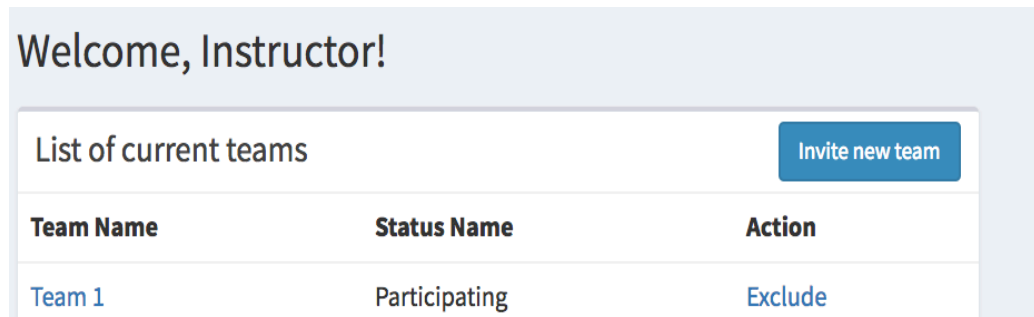 Welcome, Instructor!
List of current teams Invite new team
Team Name Status Name Action
Team 1 Participating Exclude